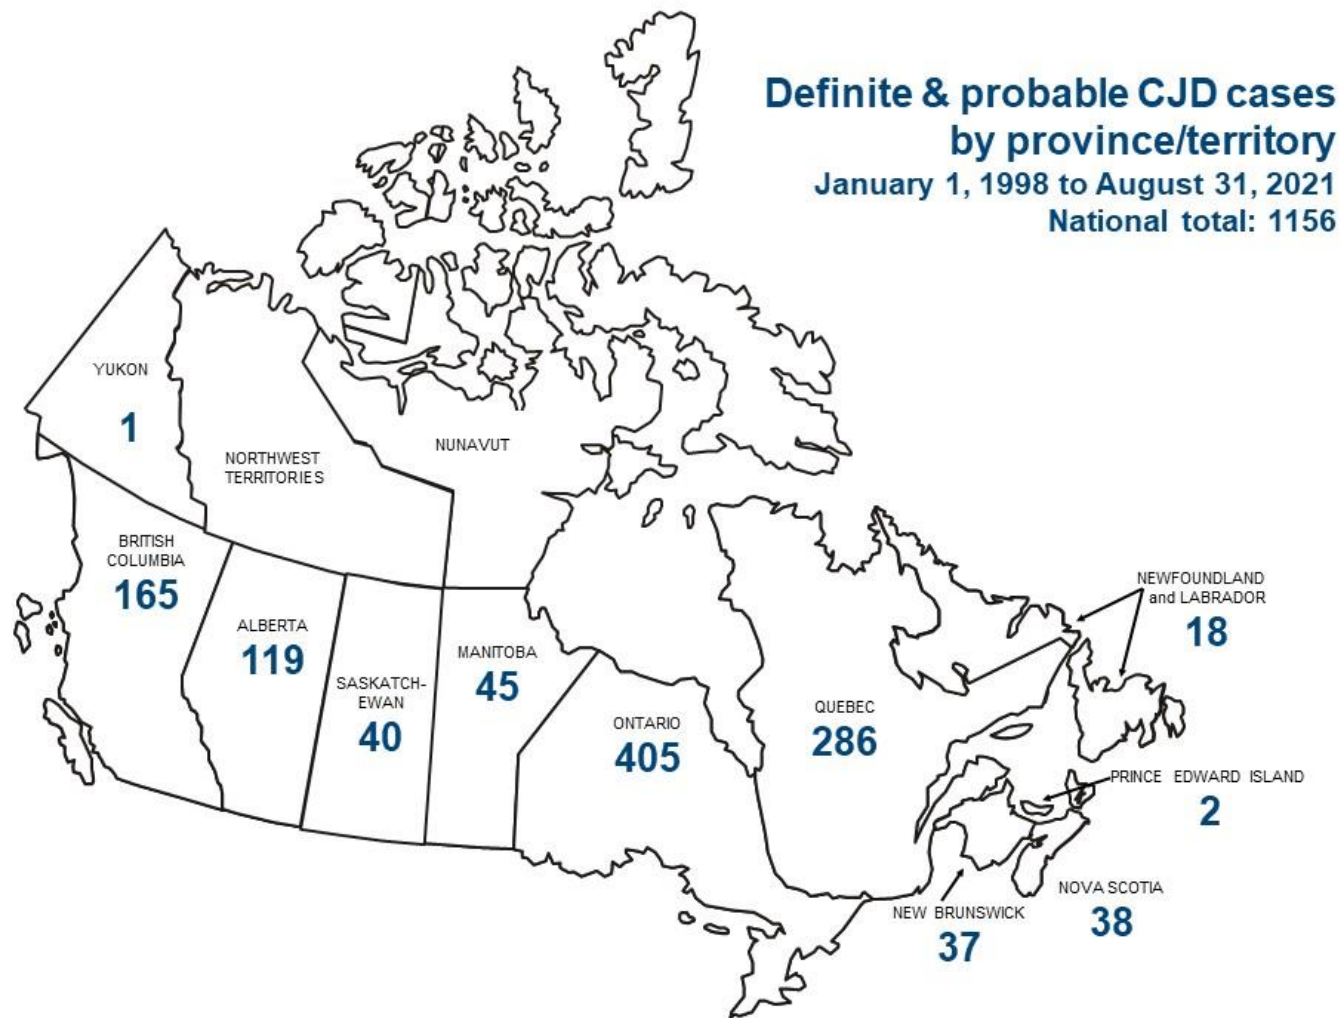 Definite & probable CJD cases
by province/territory
January 1, 1998 to August 31, 2021
National total: 1156
YUKON
1
NORTHWEST
TERRITORIES
NUNAVUT
BRITISH
COLUMBIA
165
ALBERTA
119
SASKATCH-
EWAN
40
MANITOBA
45
ONTARIO
405
QUEBEC
286
NEWFOUNDLAND
and LABRADOR
18
PRINCE EDWARD ISLAND
2
NOVA SCOTIA
38
NEW BRUNSWICK
37